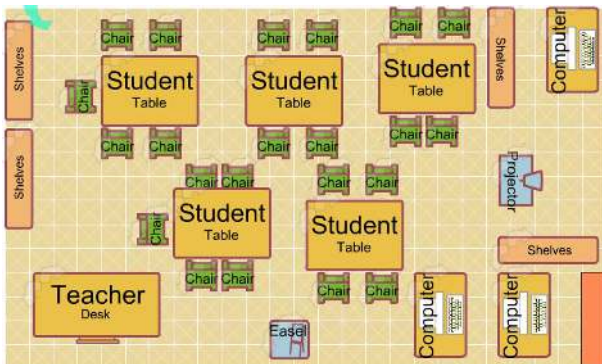 Chair Chair Chair Chair Chair Chair
Shelves
Chair
Student
Table
Student
Table
Student
Table
Shelves
Computer
Chair Chair Chair Chair Chair Chair
Shelves
Chair Chair Chair Chair
Chair
Student
Table
Student
Table
Projector
Shelves
Chair Chair Chair Chair
Teacher
Desk
Easel
Computer
Computer